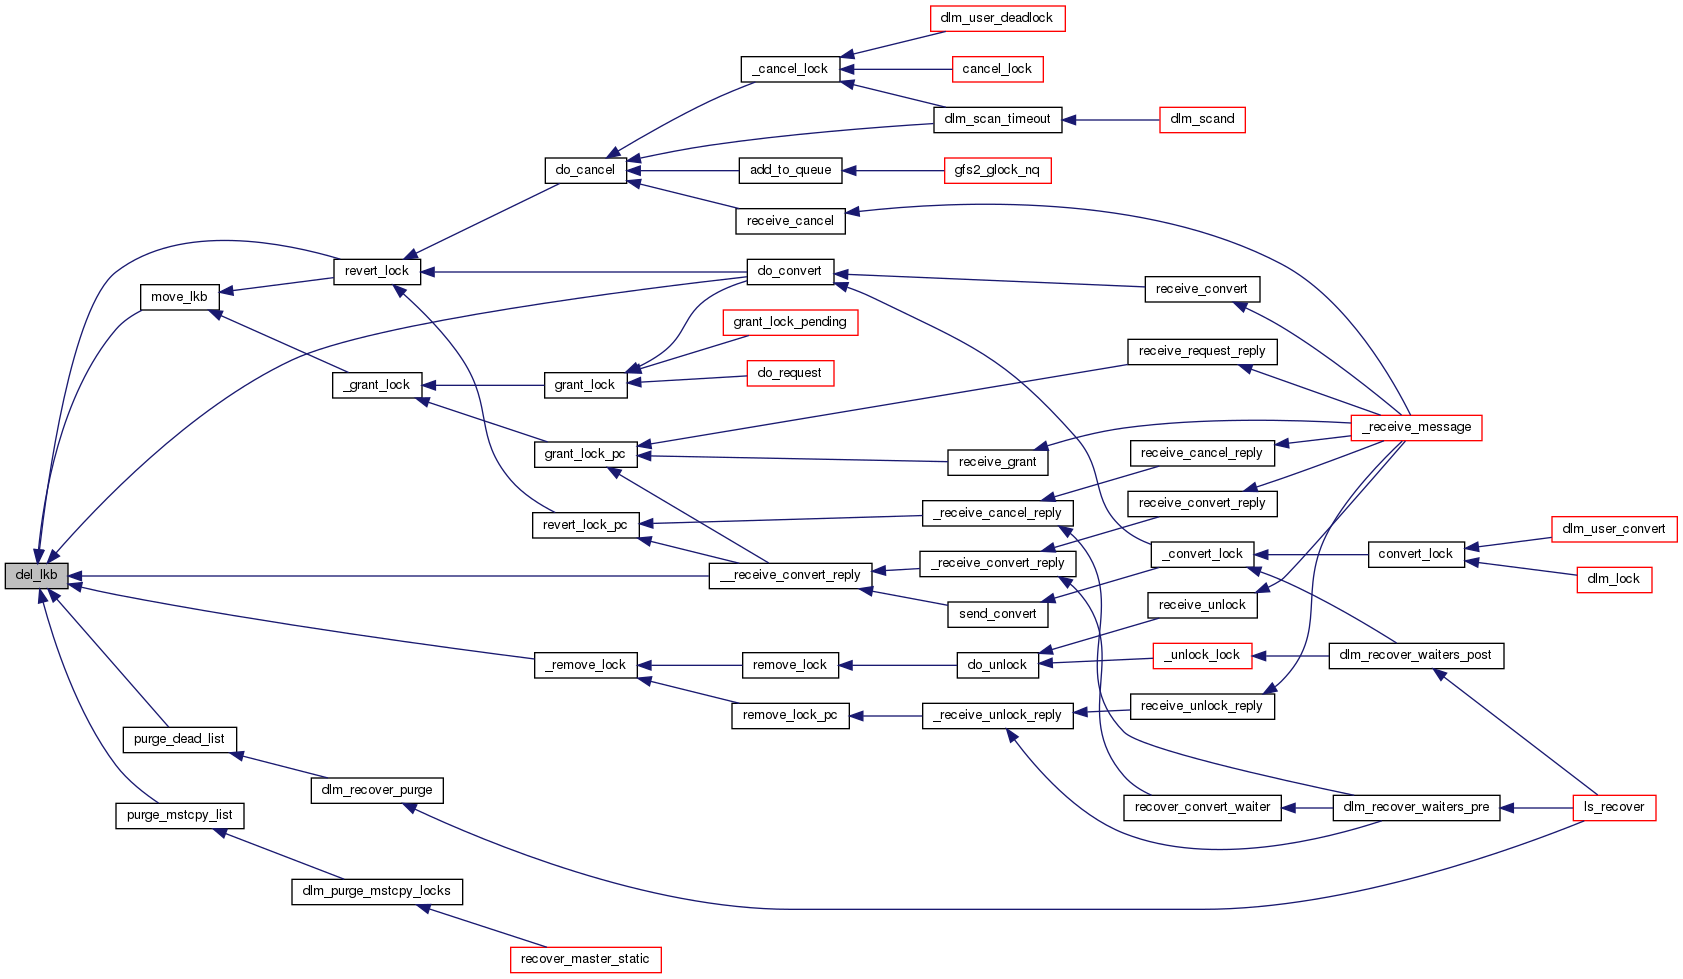 dlm_user_deadlock
_cancel_lock
cancel_lock
dlm_scan_timeout
dlm_scand
do_cancel
add_to_queue
gfs2_glock_nq
receive_cancel
revert_lock
do_convert
move_lkb
receive_convert
grant_lock_pending
receive_request_reply
_grant_lock
grant_lock
do_request
_receive_message
grant_lock_pc
receive_grant
receive_cancel_reply
receive_convert_reply
revert_lock_pc
_receive_cancel_reply
dlm_user_convert
_convert_lock
convert_lock
del_lkb
__receive_convert_reply
_receive_convert_reply
dlm_lock
send_convert
receive_unlock
_remove_lock
remove_lock
do_unlock
_unlock_lock
dlm_recover_waiters_post
remove_lock_pc
_receive_unlock_reply
receive_unlock_reply
purge_dead_list
dlm_recover_purge
purge_mstcpy_list
recover_convert_waiter
dlm_recover_waiters_pre
ls_recover
dlm_purge_mstcpy_locks
recover_master_static